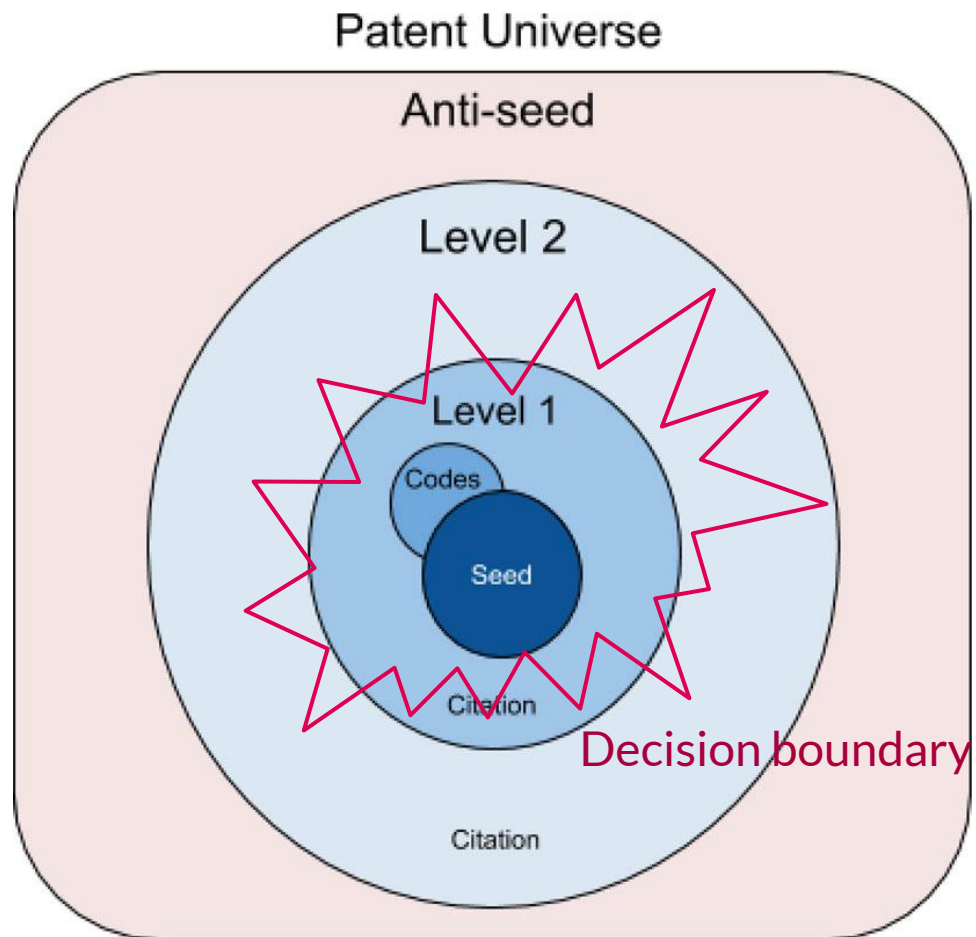 Patent Universe
Anti-seed
Level 2
Level 1
Codes
Seed
Citation
Decision boundary
Citation